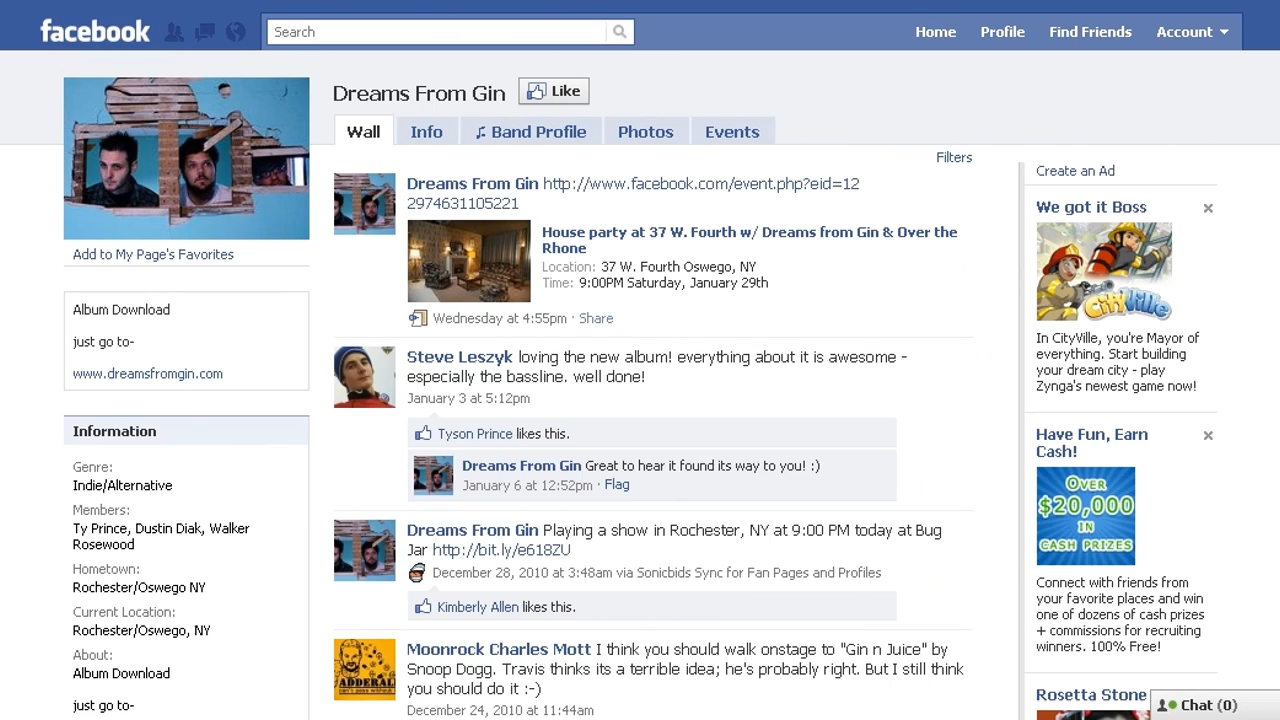 facebook
Search
Home Profile Find Friends Account
Dreams From Gin
Like
Wall Info Band Profile Photos Events
Add to My Page's Favorites
Album Download
just go to-
www.dreamsfromgin.com
Information
Genre:
Indie/Alternative
Members:
Ty Prince, Dustin Diak, Walker
Rosewood
Hometown:
Rochester/Oswego NY
Current Location:
Rochester/Oswego, NY
About:
Album Download
just go to-
Filters
Dreams From Gin http://www.facebook.com/event.php?eid=12
2974631105221
House party at 37 W. Fourth w/ Dreams from Gin & Over the
Rhone
Location: 37 W. Fourth Oswego, NY
Time: 9:00PM Saturday, January 29th
Wednesday at 4:55pm · Share
Steve Leszyk loving the new album! everything about it is awesome -
especially the bassline. well done!
January 3 at 5:12pm
Tyson Prince likes this.
Dreams From Gin Great to hear it found its way to you! :)
January 6 at 12:52pm · Flag
Dreams From Gin Playing a show in Rochester, NY at 9:00 PM today at Bug
Jar http://bit.ly/e618ZU
December 28, 2010 at 3:48am via Sonicbids Sync for Fan Pages and Profiles
Kimberly Allen likes this.
ADDERAL
Moonrock Charles Mott I think you should walk onstage to "Gin n Juice" by
Snoop Dogg. Travis thinks its a terrible idea; he's probably right. But I still think
you should do it :-)
December 24, 2010 at 11:44am
Create an Ad
We got it Boss
CityVille
In CityVille, you're Mayor of
everything. Start building
your dream city - play
Zynga's newest game now!
Have Fun, Earn
Cash!
OVER
$20,000
IN
CASH PRIZES
Connect with friends from
your favorite places and win
one of dozens of cash prizes
+ commissions for recruiting
winners. 100% Free!
Rosetta Stone
Chat (0)